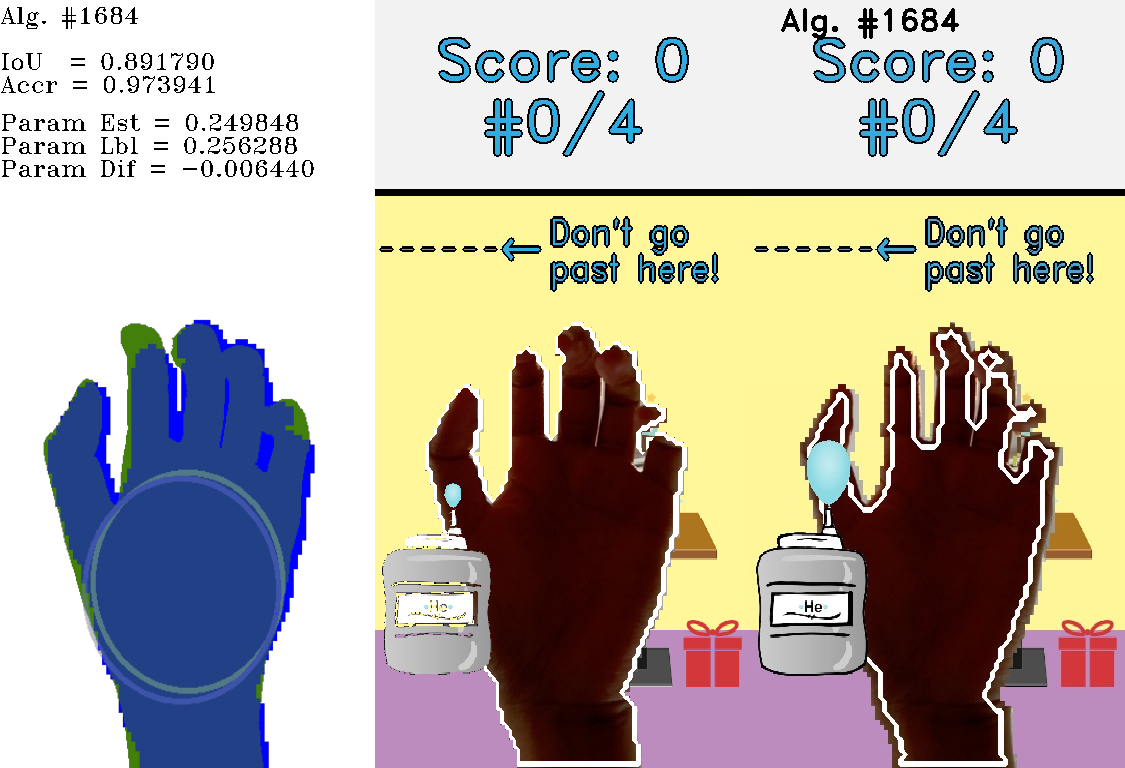 Alg. #1684
IoU = 0.891790
Accr = 0.973941
Param Est = 0.249848
Param Lbl = 0.256288
Param Dif = −0.006440
Score: 0
#0/4
Don't go
past here!
He
Alg. #1684
Score: 0
#0/4
Don't go
past here!
He